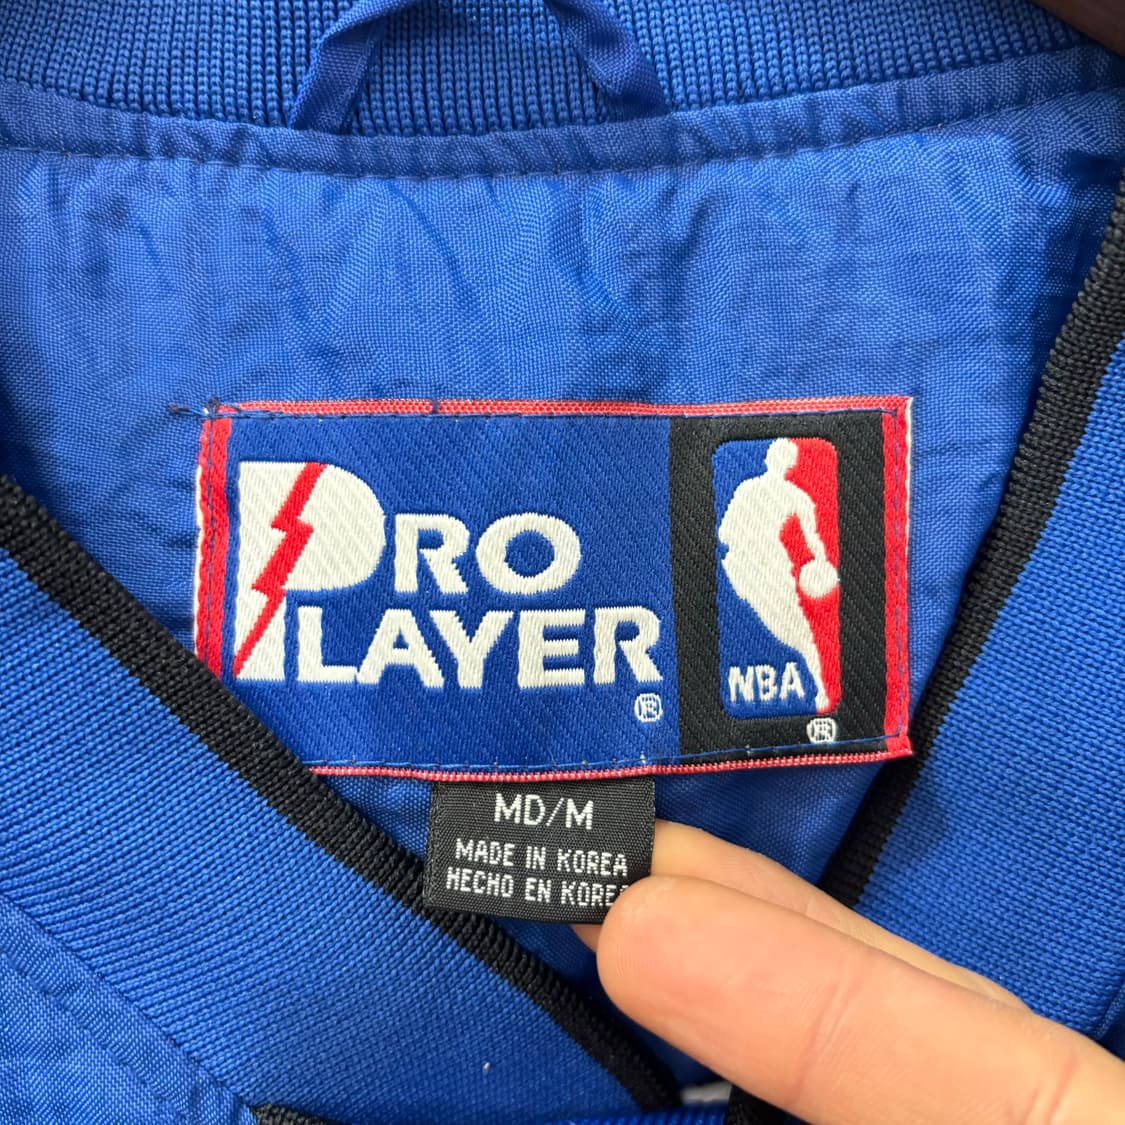 PRO
PLAYER
®
NBA
®
MD/M
MADE IN KOREA
HECHO EN KOREA